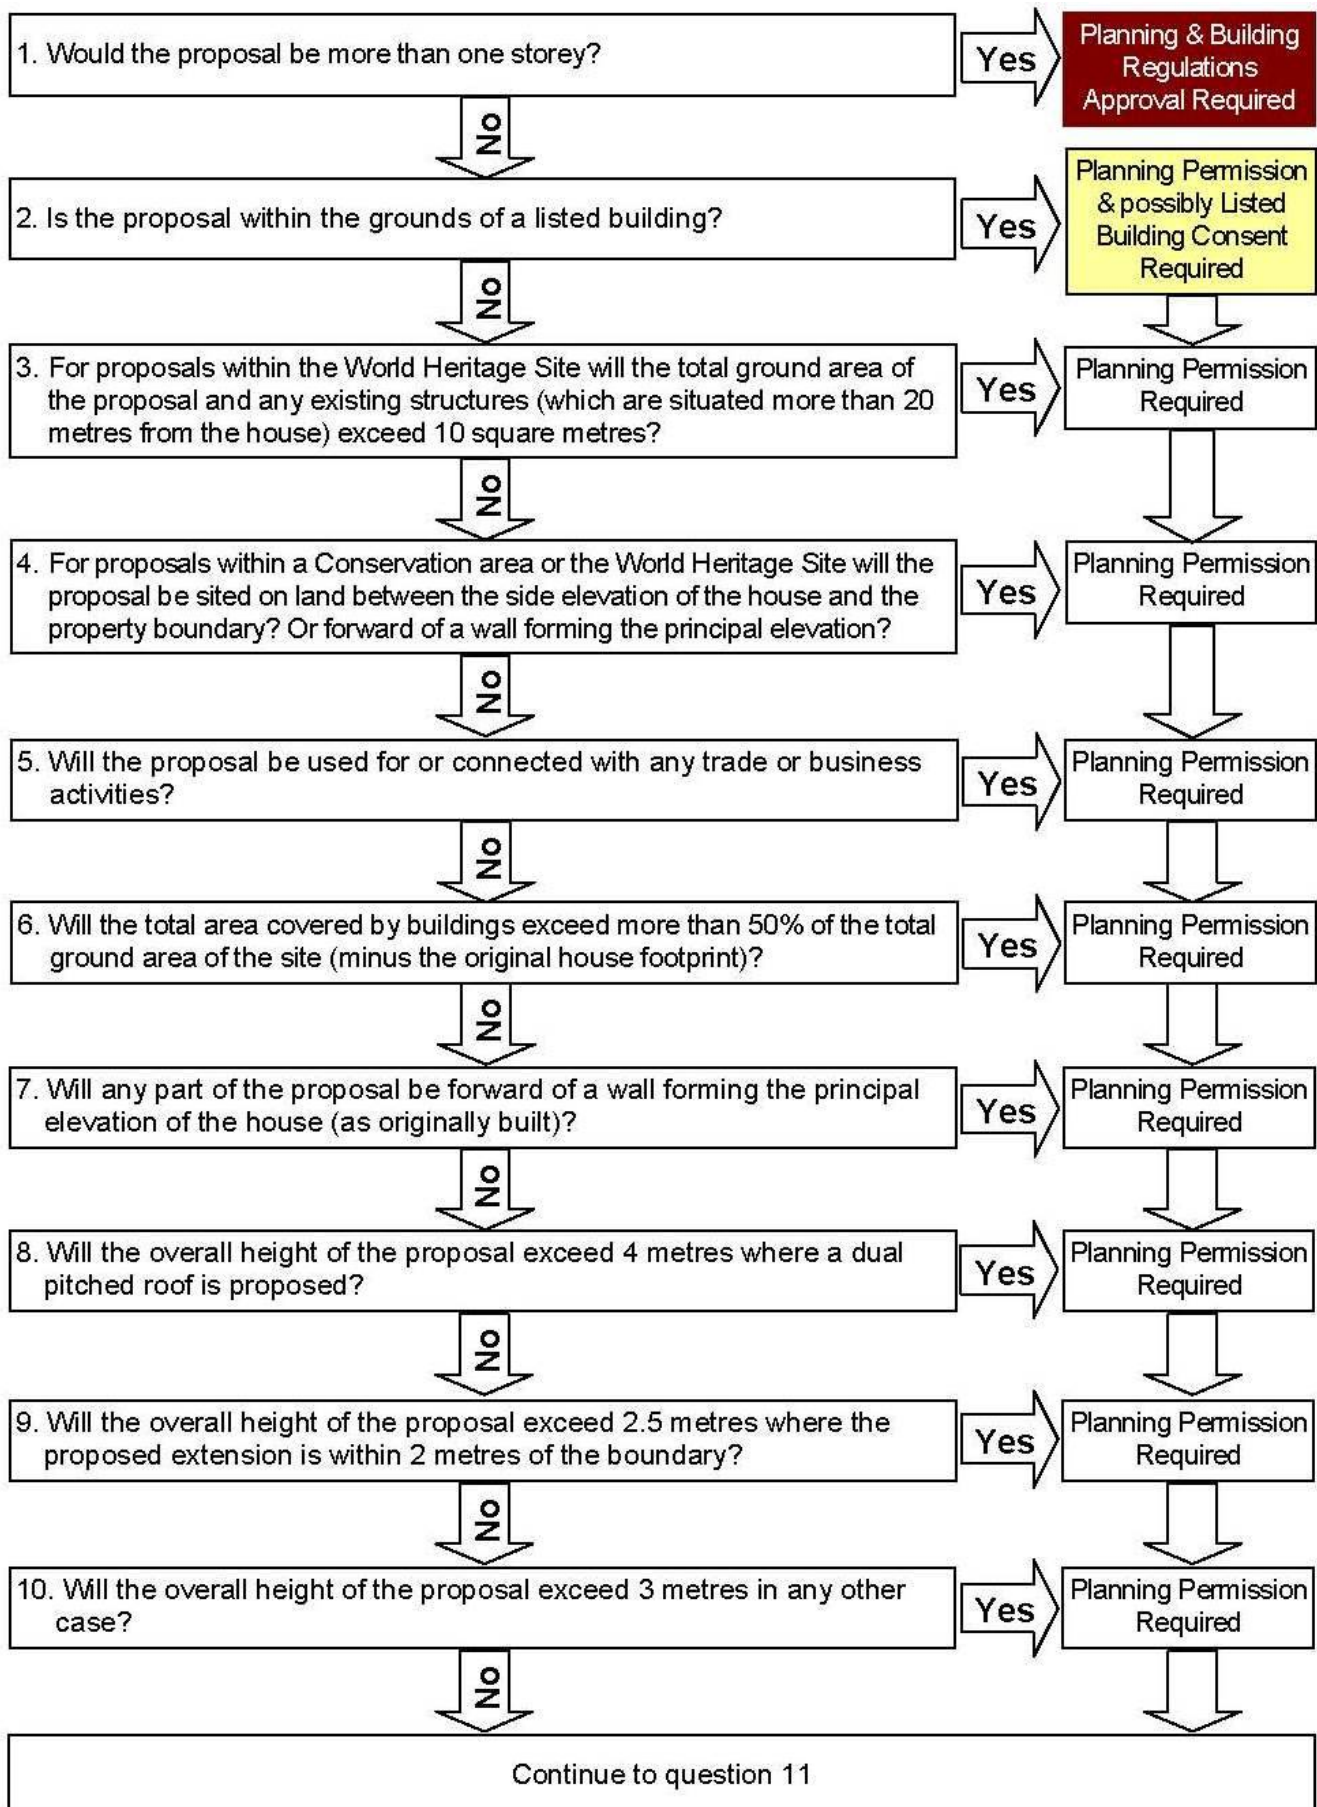 1. Would the proposal be more than one storey?
Yes
Planning & Building
Regulations
Approval Required
No
2. Is the proposal within the grounds of a listed building?
Yes
Planning Permission
& possibly Listed
Building Consent
Required
No
3. For proposals within the World Heritage Site will the total ground area of
the proposal and any existing structures (which are situated more than 20
metres from the house) exceed 10 square metres?
Yes
Planning Permission
Required
No
4. For proposals within a Conservation area or the World Heritage Site will the
proposal be sited on land between the side elevation of the house and the
property boundary? Or forward of a wall forming the principal elevation?
Yes
Planning Permission
Required
No
5. Will the proposal be used for or connected with any trade or business
activities?
Yes
Planning Permission
Required
No
6. Will the total area covered by buildings exceed more than 50% of the total
ground area of the site (minus the original house footprint)?
Yes
Planning Permission
Required
No
7. Will any part of the proposal be forward of a wall forming the principal
elevation of the house (as originally built)?
Yes
Planning Permission
Required
No
8. Will the overall height of the proposal exceed 4 metres where a dual
pitched roof is proposed?
Yes
Planning Permission
Required
No
9. Will the overall height of the proposal exceed 2.5 metres where the
proposed extension is within 2 metres of the boundary?
Yes
Planning Permission
Required
No
10. Will the overall height of the proposal exceed 3 metres in any other
case?
Yes
Planning Permission
Required
No
Continue to question 11